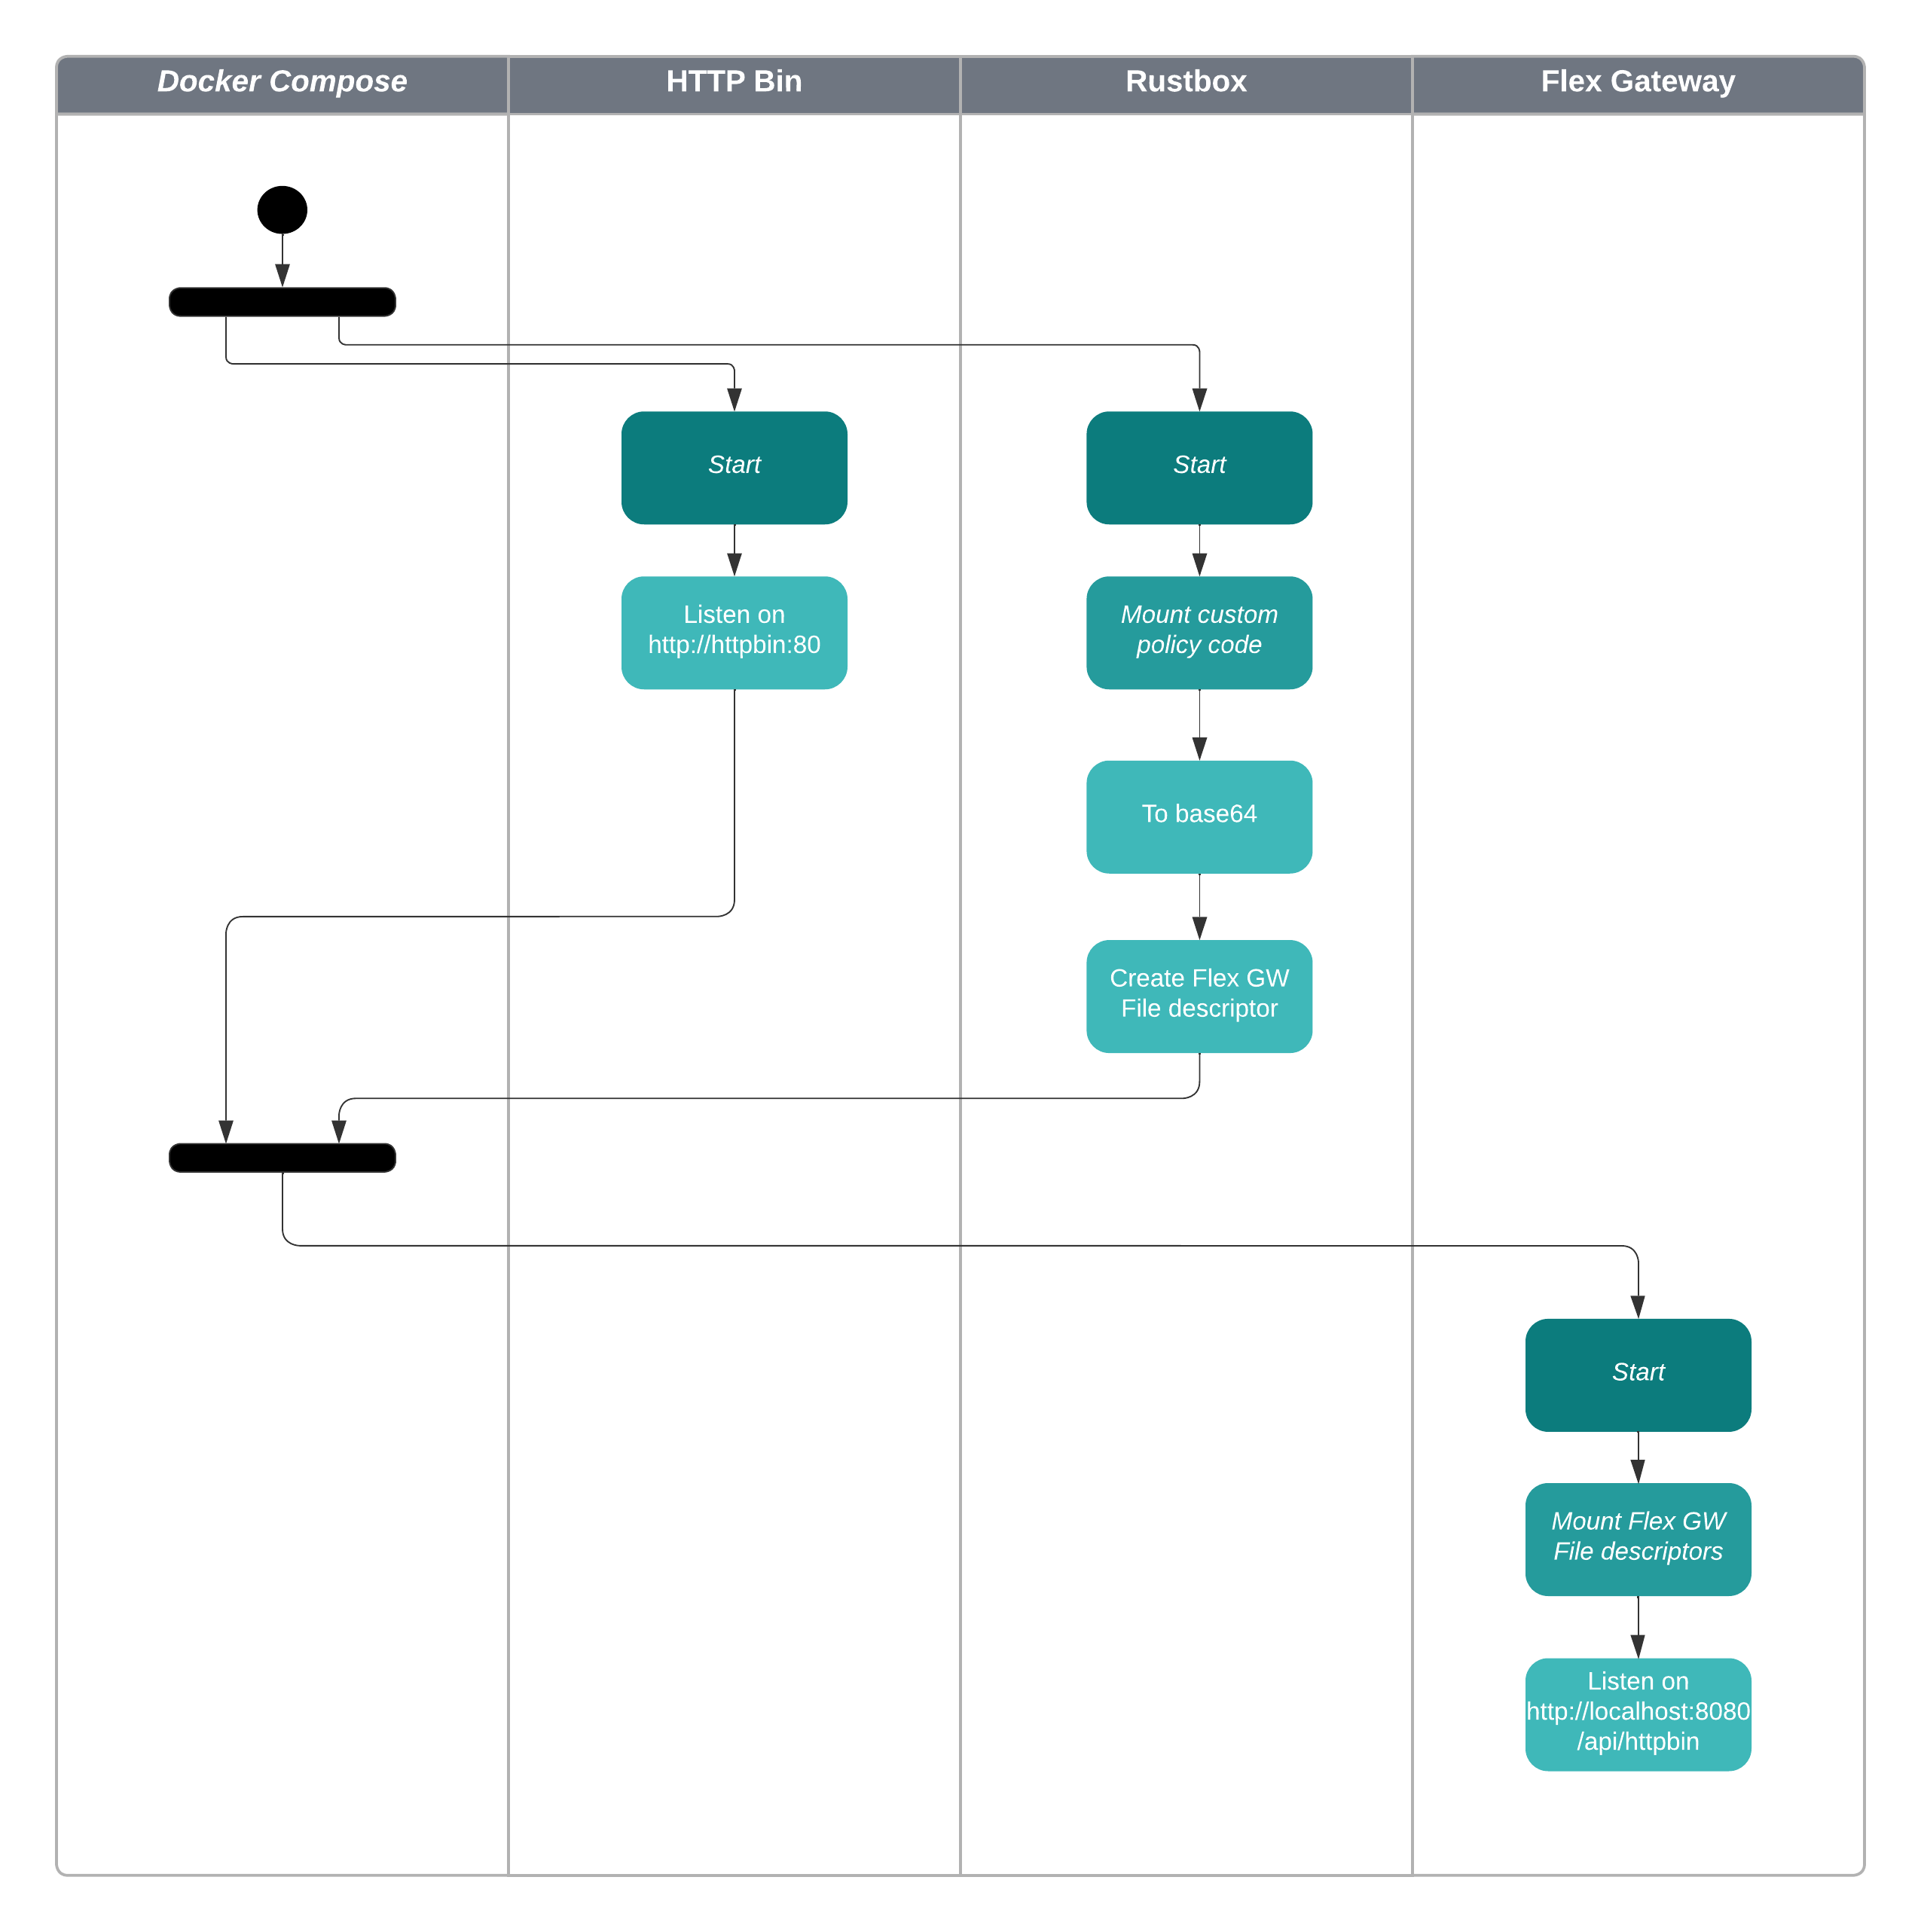 Docker Compose
HTTP Bin
Rustbox
Flex Gateway
Start
Start
Listen on
http://httpbin:80
Mount custom
policy code
To base64
Create Flex GW
File descriptor
Start
Mount Flex GW
File descriptors
Listen on
http://localhost:8080
/api/httpbin